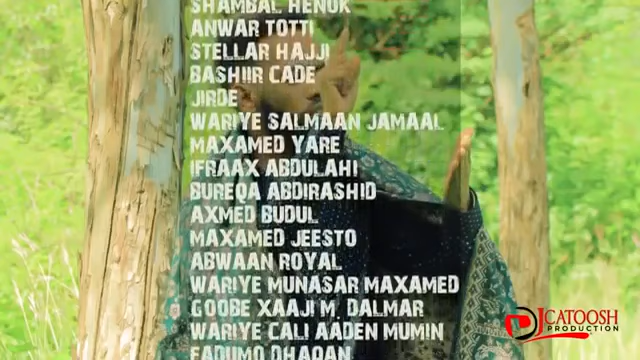 SHAMBAL HENOK
ANWAR TOTTI
STELLAR HAJJI
BASHIIR CADE
JIRDE
WARIYE SALMAAN JAMAAL
MAXAMED YARE
IFRAAX ABDULAHI
BUREQA ABDIRASHID
AXMED BUDUL
MAXAMED JEESTO
ABWAAN ROYAL
WARIYE MUNASAR MAXAMED
GOOBE XAAJI M. DALMAR
WARIYE CALI AADEN MUMIN
FADUMO DHAQAN
DJCATOOSH
PRODUCTION